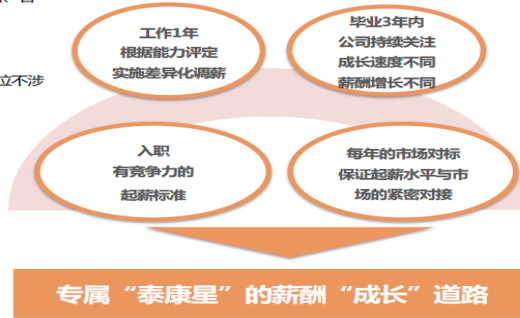 位不涉
工作1年
根据能力评定
实施差异化调薪
毕业3年内
公司持续关注
成长速度不同
薪酬增长不同
入职
有竞争力的
起薪标准
每年的市场对标
保证起薪水平与市
场的紧密对接
专属“泰康星”的薪酬“成长”道路